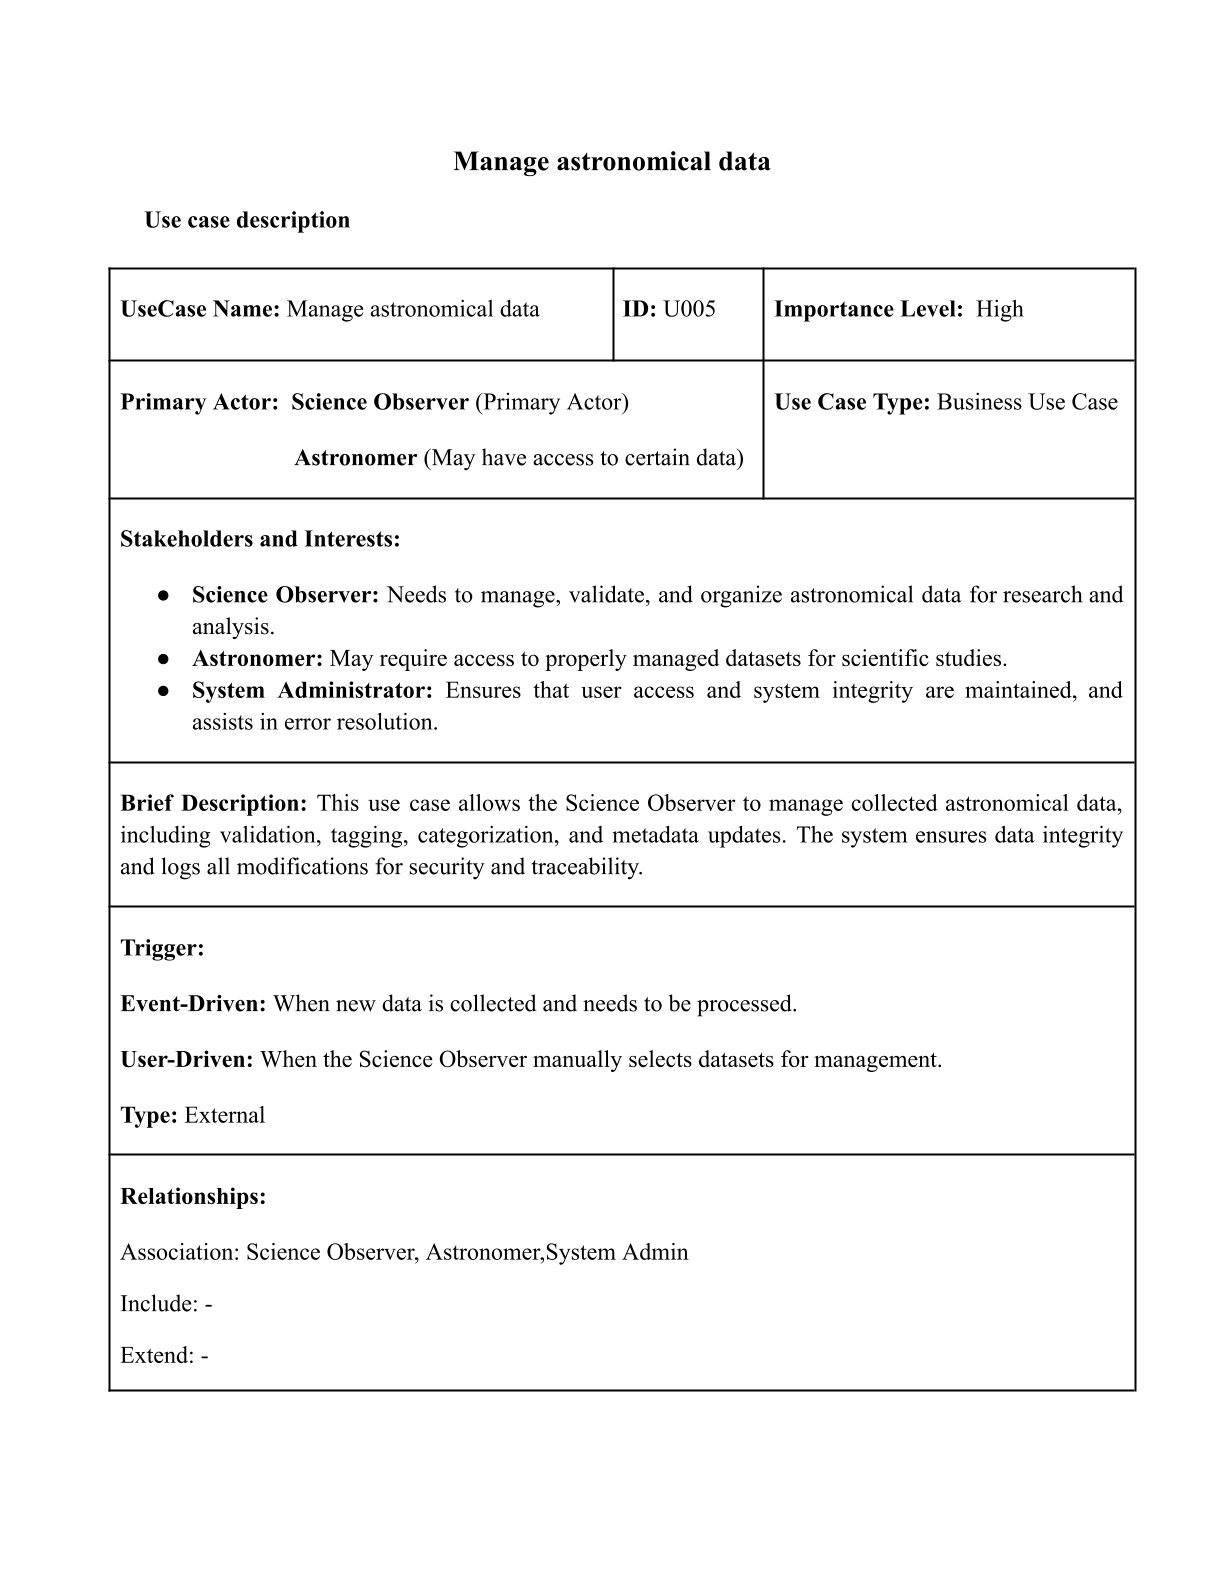 Manage astronomical data
Use case description
UseCase Name: Manage astronomical data
ID: U005
Importance Level: High
Primary Actor: Science Observer (Primary Actor)
Astronomer (May have access to certain data)
Use Case Type: Business Use Case
Stakeholders and Interests:
● Science Observer: Needs to manage, validate, and organize astronomical data for research and
analysis.
● Astronomer: May require access to properly managed datasets for scientific studies.
● System Administrator: Ensures that user access and system integrity are maintained, and
assists in error resolution.
Brief Description: This use case allows the Science Observer to manage collected astronomical data,
including validation, tagging, categorization, and metadata updates. The system ensures data integrity
and logs all modifications for security and traceability.
Trigger:
Event-Driven: When new data is collected and needs to be processed.
User-Driven: When the Science Observer manually selects datasets for management.
Type: External
Relationships:
Association: Science Observer, Astronomer,System Admin
Include: -
Extend: -